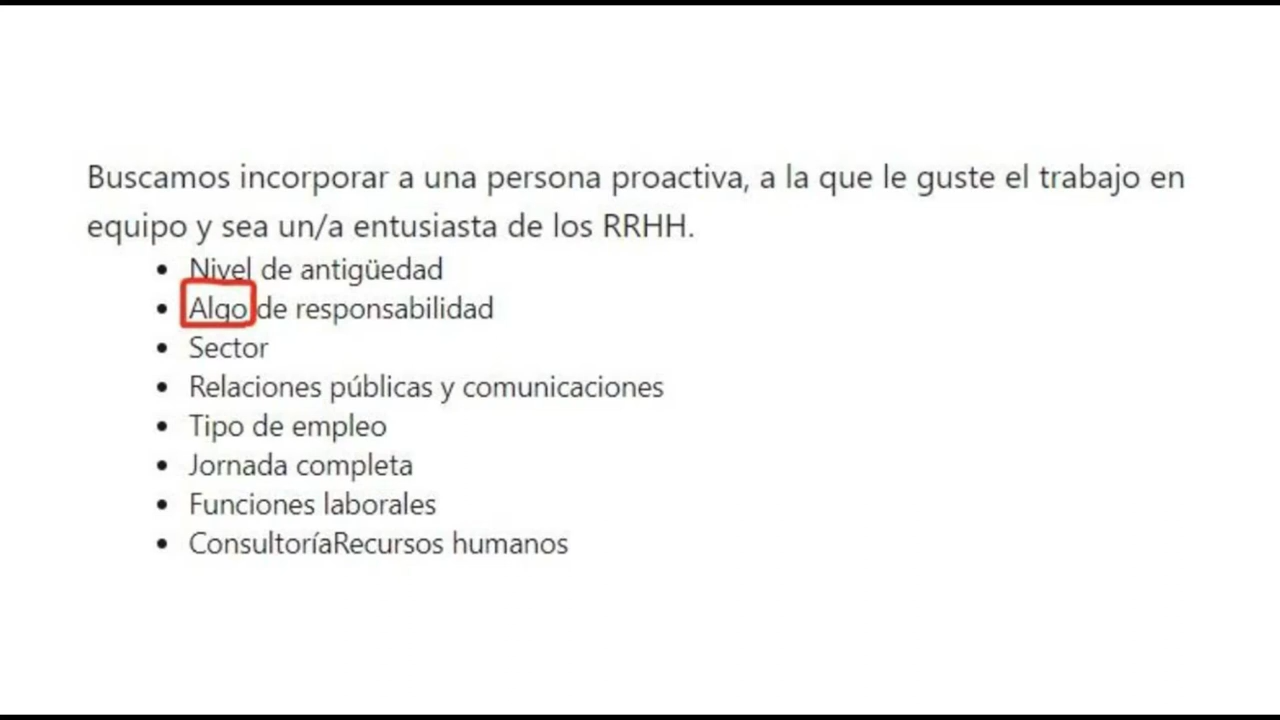 Buscamos incorporar a una persona proactiva, a la que le guste el trabajo en
equipo y sea un/a entusiasta de los RRHH.
• Nivel de antigüedad
• Algo de responsabilidad
• Sector
• Relaciones públicas y comunicaciones
• Tipo de empleo
• Jornada completa
• Funciones laborales
• ConsultoríaRecursos humanos